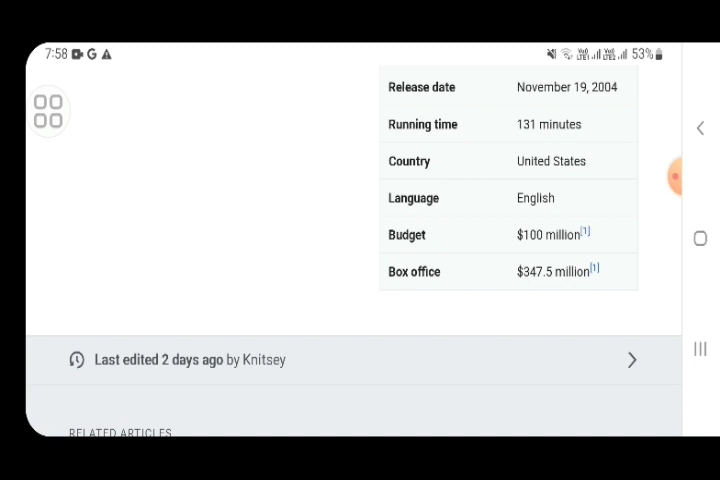 7:58 G 53%
Release date November 19, 2004
Running time 131 minutes
Country United States
Language English
Budget $100 million[1]
Box office $347.5 million[1]
Last edited 2 days ago by Knitsey
RELATED ARTICLES